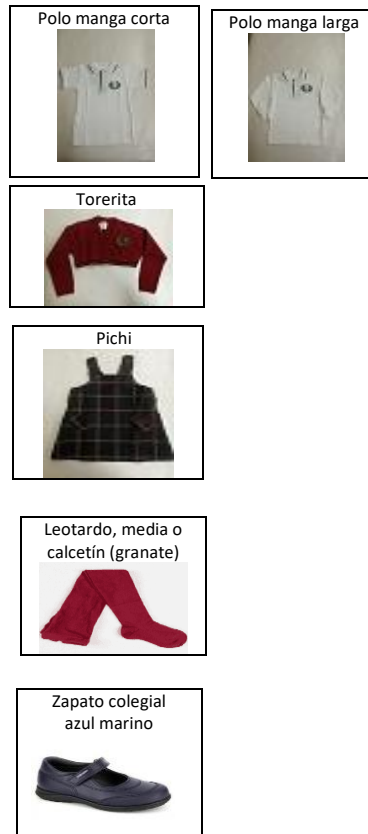 Polo manga corta
Polo manga larga
Torerita
Pichi
Leotardo, media o
calcetín (granate)
Zapato colegial
azul marino